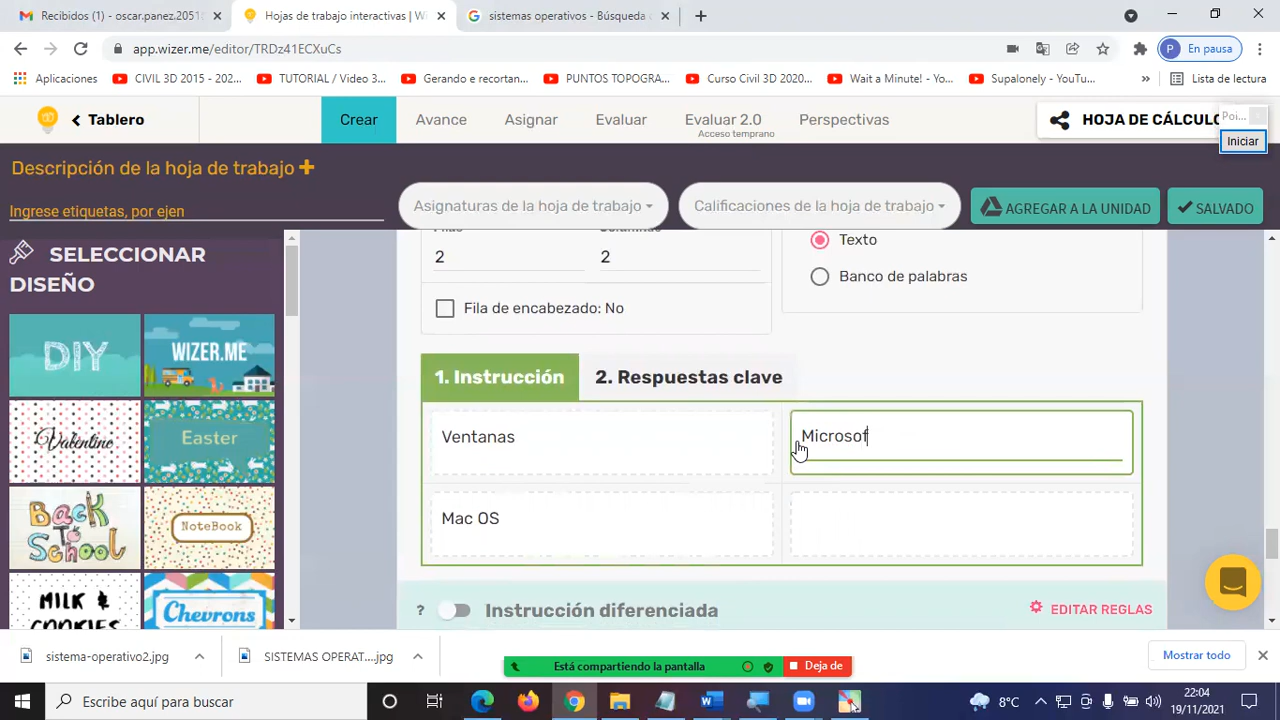 Recibidos (1) - oscar.panez.2051(
Hojas de trabajo interactivas | Wi
sistemas operativos - Búsqueda d
app.wizer.me/editor/TRDz41ECXuCs
P En pausa
Aplicaciones
CIVIL 3D 2015 - 202...
TUTORIAL / Video 3...
Gerando e recortan...
PUNTOS TOPOGRA...
Curso Civil 3D 2020...
Wait a Minute! - Yo...
Supalonely - YouTu...
»
Lista de lectura
Tablero
Crear
Avance
Asignar
Evaluar
Evaluar 2.0
Acceso temprano
Perspectivas
HOJA DE CÁLCULO
Poi...
Iniciar
Descripción de la hoja de trabajo +
Ingrese etiquetas, por ejen
Asignaturas de la hoja de trabajo
Calificaciones de la hoja de trabajo
AGREGAR A LA UNIDAD
SALVADO
SELECCIONAR
DISEÑO
DIY
WIZER.ME
Valentine
Easter
BACK
TO
SCHOOL
NOTEBOOK
MILK &
COOKIES
Chevrons
2
2
Texto
Banco de palabras
Fila de encabezado: No
1. Instrucción
2. Respuestas clave
Ventanas
Microsof
Mac OS
? Instrucción diferenciada
EDITAR REGLAS
sistema-operativo2.jpg
SISTEMAS OPERAT....jpg
Mostrar todo
Está compartiendo la pantalla
Deja de
Escribe aquí para buscar
8°C
22:04
19/11/2021